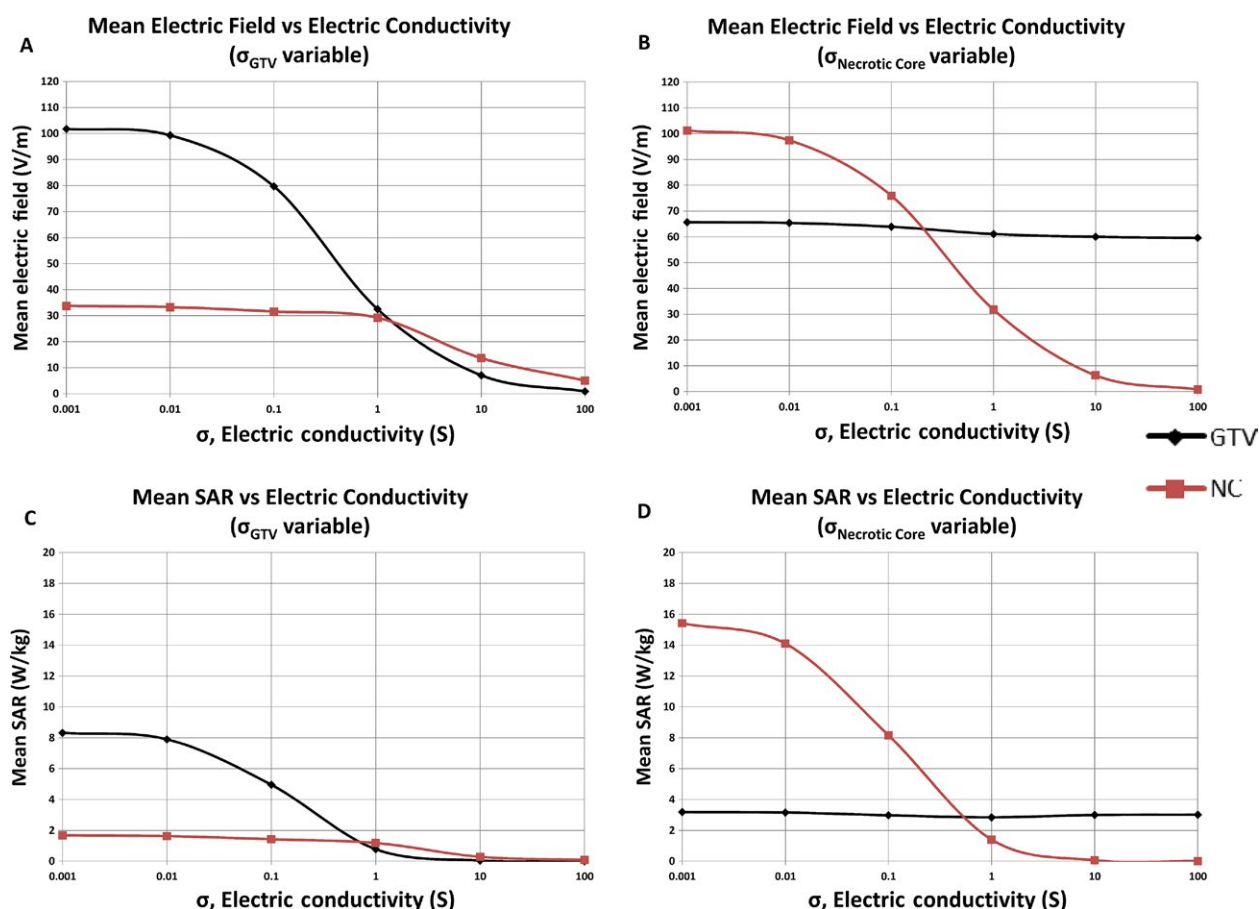 A
Mean Electric Field vs Electric Conductivity
(σGTV variable)
Mean electric field (V/m)
120
110
100
90
80
70
60
50
40
30
20
10
0
0.001 0.01 0.1 1 10 100
σ, Electric conductivity (S)
B
Mean Electric Field vs Electric Conductivity
(σNecrotic Core variable)
Mean electric field (V/m)
120
110
100
90
80
70
60
50
40
30
20
10
0
0.001 0.01 0.1 1 10 100
σ, Electric conductivity (S)
GTV
NC
C
Mean SAR vs Electric Conductivity
(σGTV variable)
Mean SAR (W/kg)
20
18
16
14
12
10
8
6
4
2
0
0.001 0.01 0.1 1 10 100
σ, Electric conductivity (S)
D
Mean SAR vs Electric Conductivity
(σNecrotic Core variable)
Mean SAR (W/kg)
20
18
16
14
12
10
8
6
4
2
0
0.001 0.01 0.1 1 10 100
σ, Electric conductivity (S)